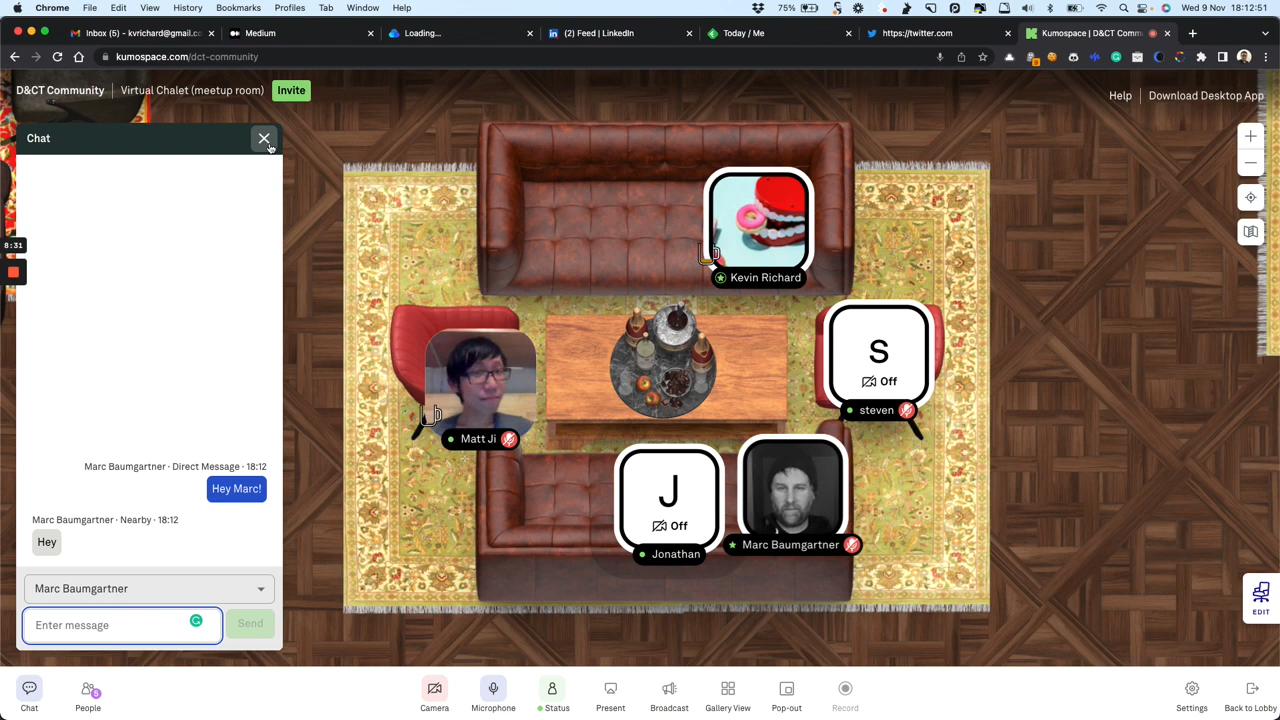 Chrome File Edit View History Bookmarks Profiles Tab Window Help 75% Wed 9 Nov 18:12:51
Inbox (5) - kvrichard@gmail.co Medium Loading... (2) Feed | LinkedIn Today / Me https://twitter.com Kumospace | D&CT Comm
kumospace.com/dct-community
D&CT Community Virtual Chalet (meetup room) Invite
Help Download Desktop App
Chat
8:31
Kevin Richard
S
Off
steven
Matt Ji
J
Off
Jonathan
Marc Baumgartner
Marc Baumgartner · Direct Message · 18:12
Hey Marc!
Marc Baumgartner · Nearby · 18:12
Hey
Marc Baumgartner
Enter message
Send
EDIT
5
Chat People Camera Microphone Status Present Broadcast Gallery View Pop-out Record Settings Back to Lobby